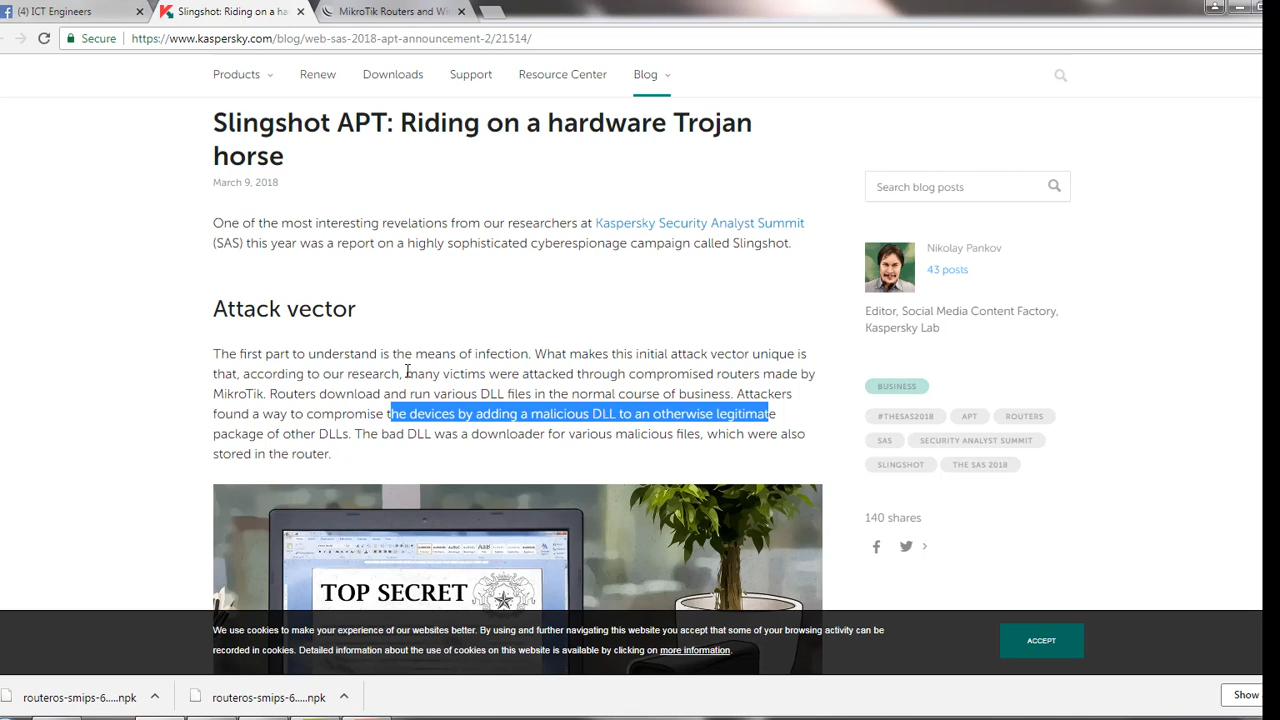 (4) ICT Engineers
Slingshot: Riding on a ha
MikroTik Routers and Wi
Secure
https://www.kaspersky.com/blog/web-sas-2018-apt-announcement-2/21514/
Products
Renew
Downloads
Support
Resource Center
Blog
Slingshot APT: Riding on a hardware Trojan
horse
March 9, 2018
One of the most interesting revelations from our researchers at Kaspersky Security Analyst Summit
(SAS) this year was a report on a highly sophisticated cyberespionage campaign called Slingshot.
Attack vector
The first part to understand is the means of infection. What makes this initial attack vector unique is
that, according to our research, many victims were attacked through compromised routers made by
MikroTik. Routers download and run various DLL files in the normal course of business. Attackers
found a way to compromise the devices by adding a malicious DLL to an otherwise legitimate
package of other DLLs. The bad DLL was a downloader for various malicious files, which were also
stored in the router.
TOP SECRET
Search blog posts
Nikolay Pankov
43 posts
Editor, Social Media Content Factory,
Kaspersky Lab
BUSINESS
#THESAS2018
APT
ROUTERS
SAS
SECURITY ANALYST SUMMIT
SLINGSHOT
THE SAS 2018
140 shares
We use cookies to make your experience of our websites better. By using and further navigating this website you accept that some of your browsing activity can be
recorded in cookies. Detailed information about the use of cookies on this website is available by clicking on more information.
ACCEPT
routeros-smips-6.....npk
routeros-smips-6.....npk
Show